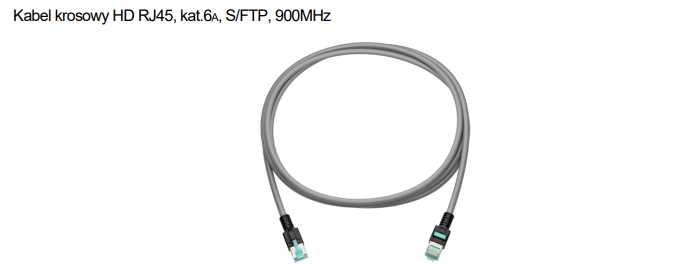 Kabel krosowy HD RJ45, kat.6A, S/FTP, 900MHz